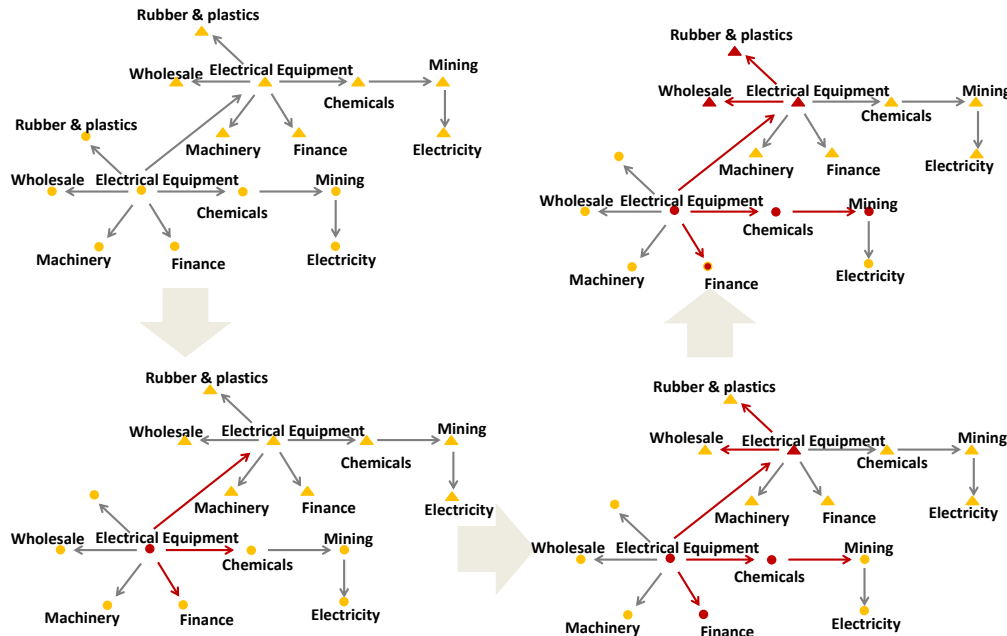 Rubber & plastics
Wholesale
Electrical Equipment
Mining
Chemicals
Machinery
Finance
Electricity
Rubber & plastics
Wholesale
Electrical Equipment
Mining
Chemicals
Machinery
Finance
Electricity
Rubber & plastics
Wholesale
Electrical Equipment
Mining
Chemicals
Machinery
Finance
Electricity
Wholesale
Electrical Equipment
Mining
Chemicals
Machinery
Finance
Electricity
Rubber & plastics
Wholesale
Electrical Equipment
Mining
Chemicals
Machinery
Finance
Electricity
Wholesale
Electrical Equipment
Mining
Chemicals
Machinery
Finance
Electricity
Rubber & plastics
Wholesale
Electrical Equipment
Mining
Chemicals
Machinery
Finance
Electricity
Wholesale
Electrical Equipment
Mining
Chemicals
Machinery
Finance
Electricity